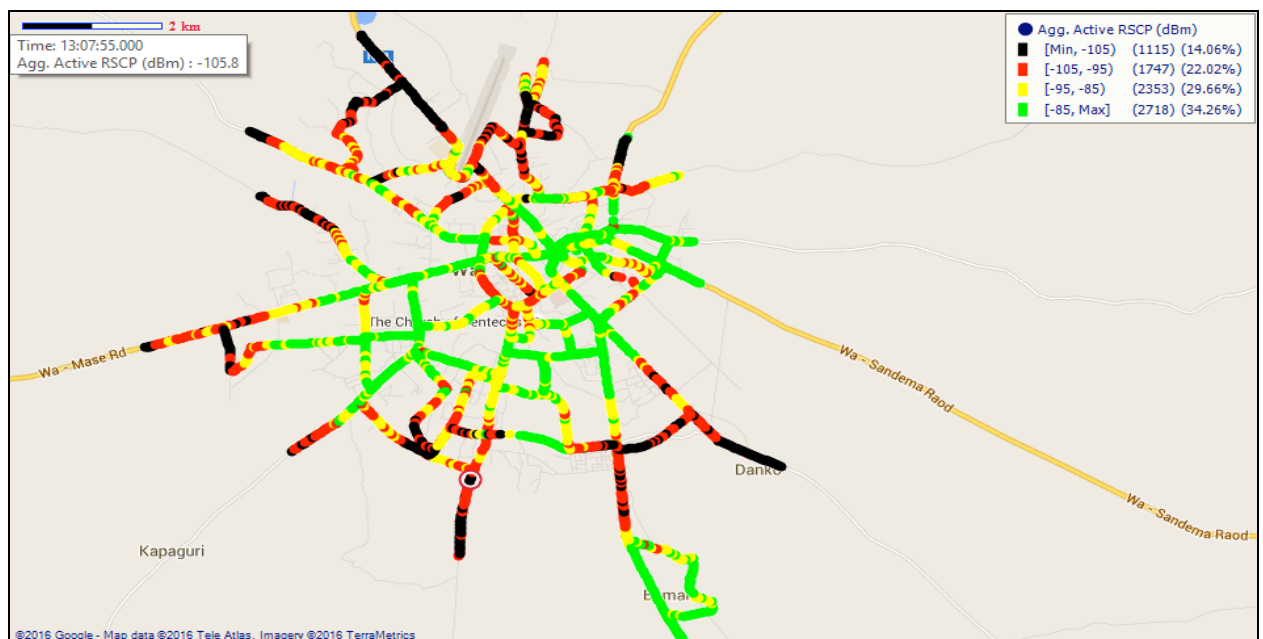 2 km
Time: 13:07:55.000
Agg. Active RSCP (dBm) : -105.8
Agg. Active RSCP (dBm)
[Min, -105) (1115) (14.06%)
[-105, -95) (1747) (22.02%)
[-95, -85) (2353) (29.66%)
[-85, Max] (2718) (34.26%)
Wa
The Church of Pentecost
Wa - Mase Rd
Wa - Sandema Raod
Wa - Sandema Raod
Danko
Kapaguri
©2016 Google - Map data ©2016 Tele Atlas, Imagery ©2016 TerraMetrics